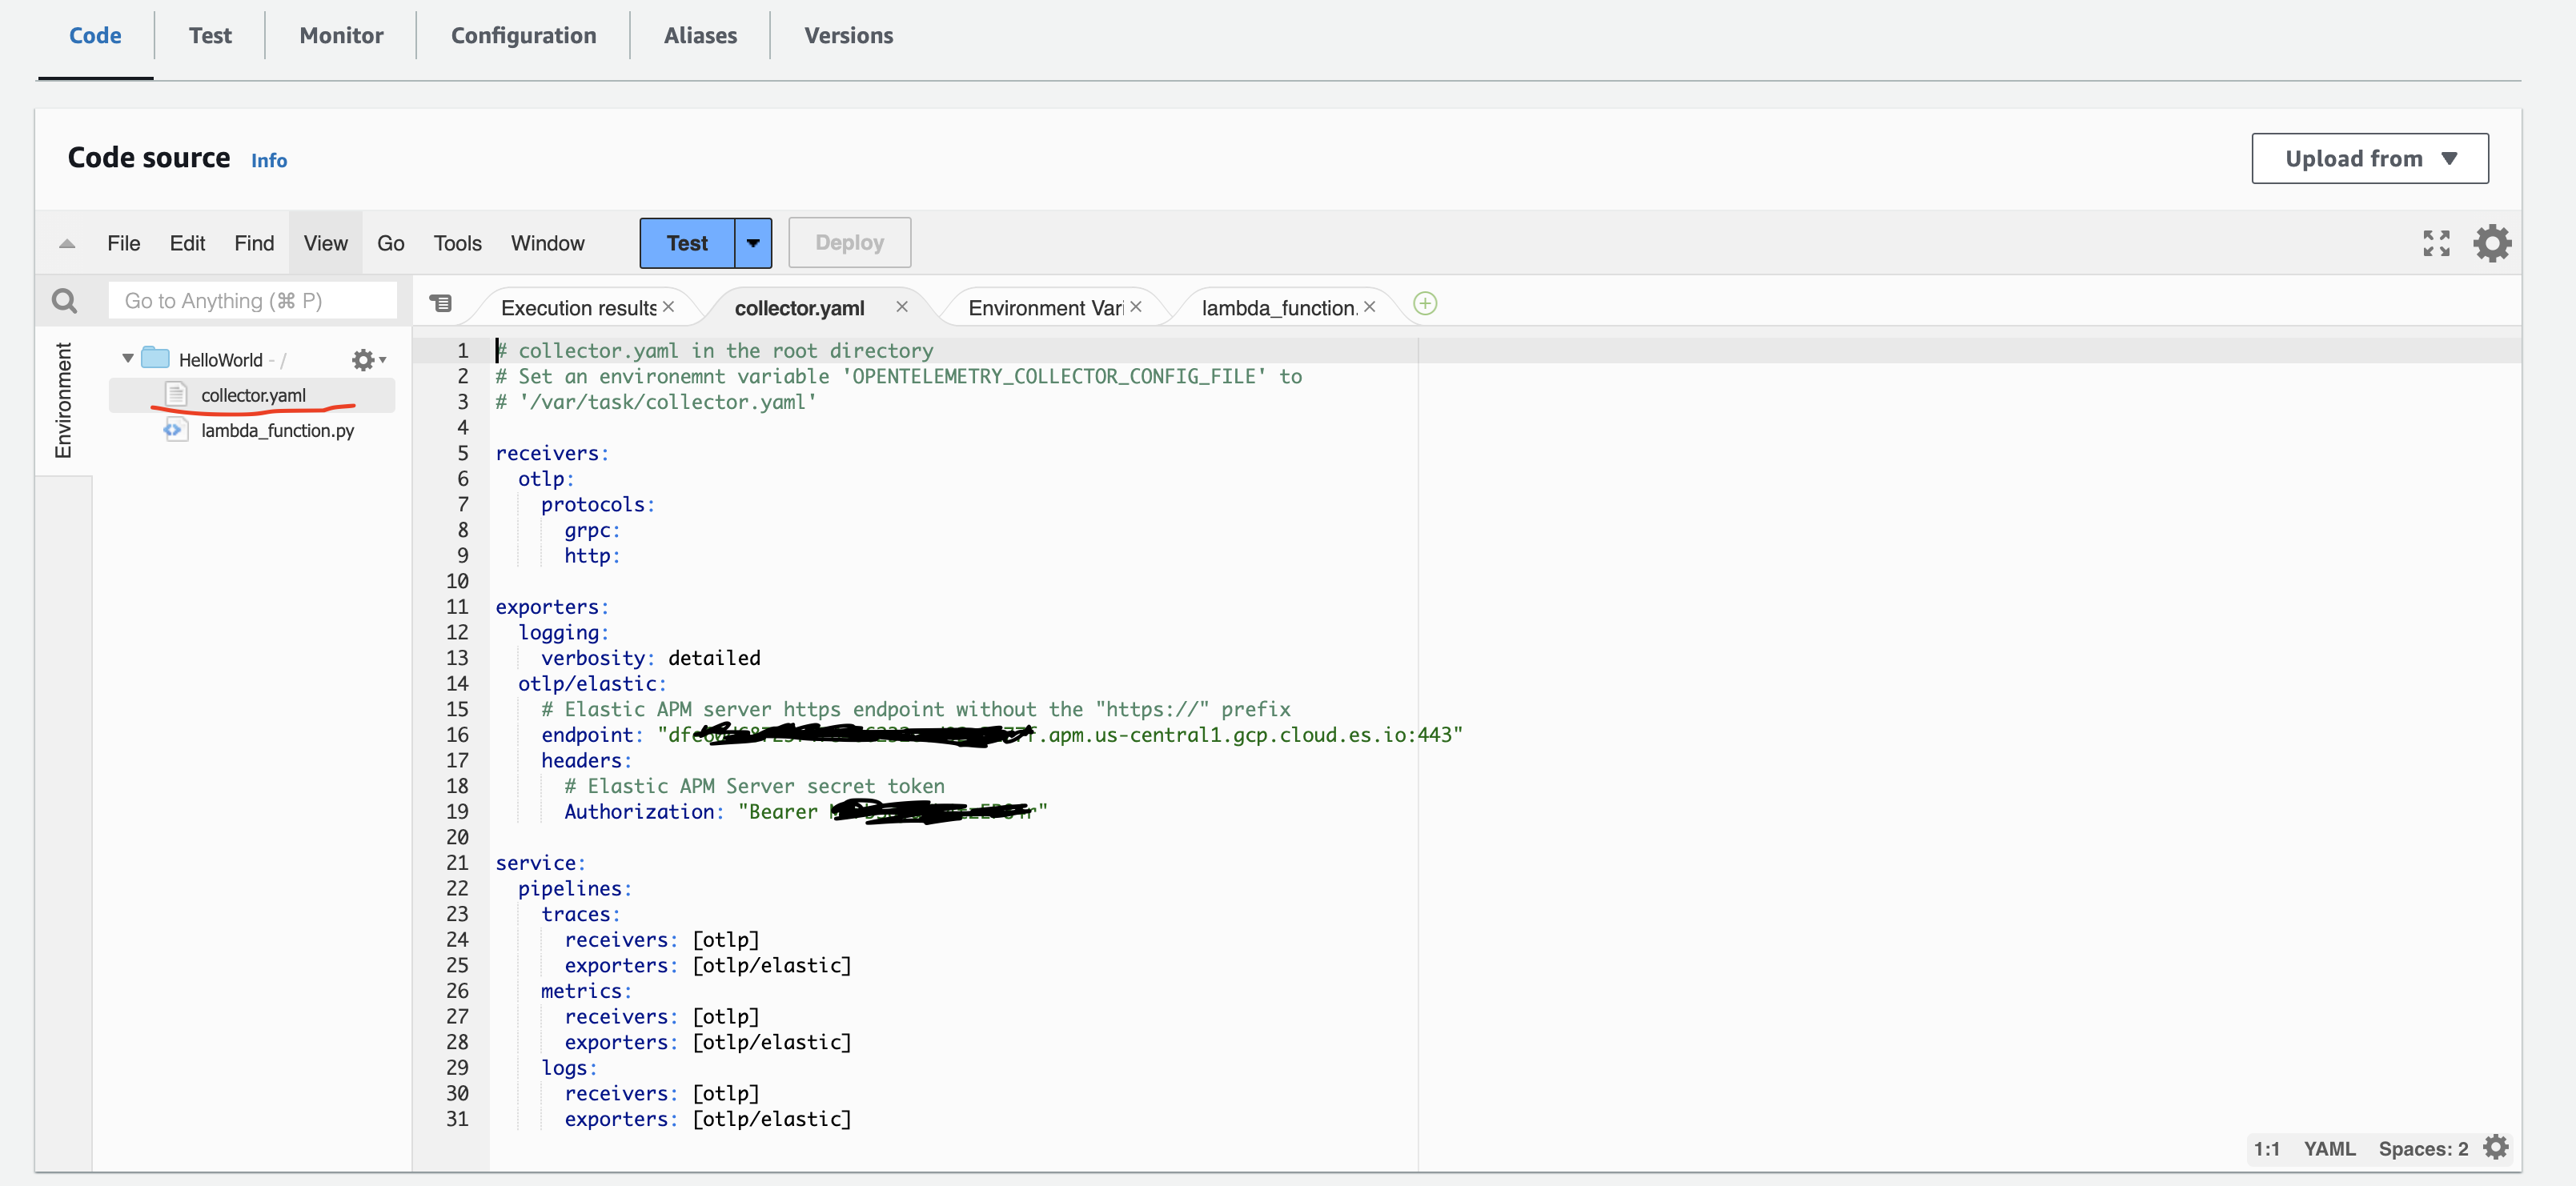 Code Test Monitor Configuration Aliases Versions
Code source Info
Upload from
File Edit Find View Go Tools Window Test Deploy
Go to Anything (⌘ P)
Execution results collector.yaml Environment Vari lambda_function.
Environment
HelloWorld - /
collector.yaml
lambda_function.py
1 # collector.yaml in the root directory
2 # Set an environemnt variable 'OPENTELEMETRY_COLLECTOR_CONFIG_FILE' to
3 # '/var/task/collector.yaml'
4
5 receivers:
6 otlp:
7 protocols:
8 grpc:
9 http:
10
11 exporters:
12 logging:
13 verbosity: detailed
14 otlp/elastic:
15 # Elastic APM server https endpoint without the "https://" prefix
16 endpoint: .apm.us-central1.gcp.cloud.es.io:443"
17 headers:
18 # Elastic APM Server secret token
19 Authorization: "Bearer
20
21 service:
22 pipelines:
23 traces:
24 receivers: [otlp]
25 exporters: [otlp/elastic]
26 metrics:
27 receivers: [otlp]
28 exporters: [otlp/elastic]
29 logs:
30 receivers: [otlp]
31 exporters: [otlp/elastic]
1:1 YAML Spaces: 2